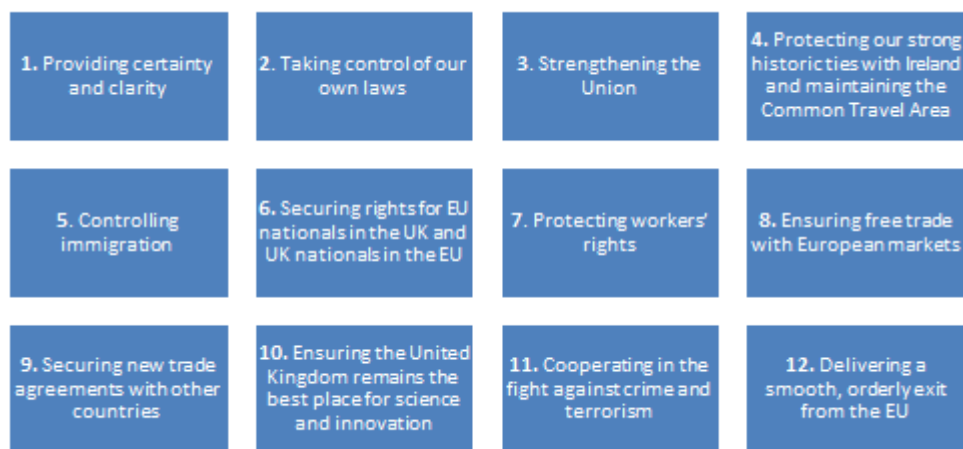 1. Providing certainty
and clarity
2. Taking control of our
own laws
3. Strengthening the
Union
4. Protecting our strong
historic ties with Ireland
and maintaining the
Common Travel Area
5. Controlling
immigration
6. Securing rights for EU
nationals in the UK and
UK nationals in the EU
7. Protecting workers'
rights
8. Ensuring free trade
with European markets
9. Securing new trade
agreements with other
countries
10. Ensuring the United
Kingdom remains the
best place for science
and innovation
11. Cooperating in the
fight against crime and
terrorism
12. Delivering a
smooth, orderly exit
from the EU